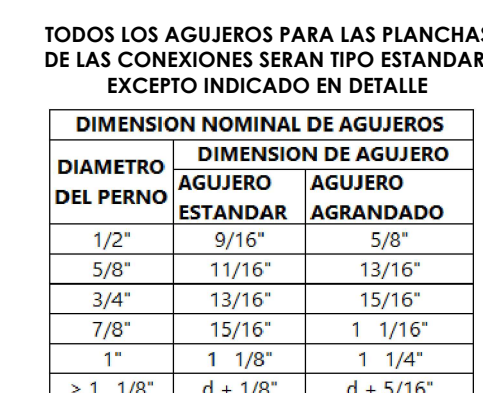 TODOS LOS AGUJEROS PARA LAS PLANCHAS
DE LAS CONEXIONES SERAN TIPO ESTANDAR
EXCEPTO INDICADO EN DETALLE
DIMENSION NOMINAL DE AGUJEROS
DIAMETRO DEL PERNO
DIMENSION DE AGUJERO
AGUJERO ESTANDAR
AGUJERO AGRANDADO
1/2" 9/16" 5/8"
5/8" 11/16" 13/16"
3/4" 13/16" 15/16"
7/8" 15/16" 1 1/16"
1" 1 1/8" 1 1/4"
≥ 1 1/8" d + 1/8" d + 5/16"